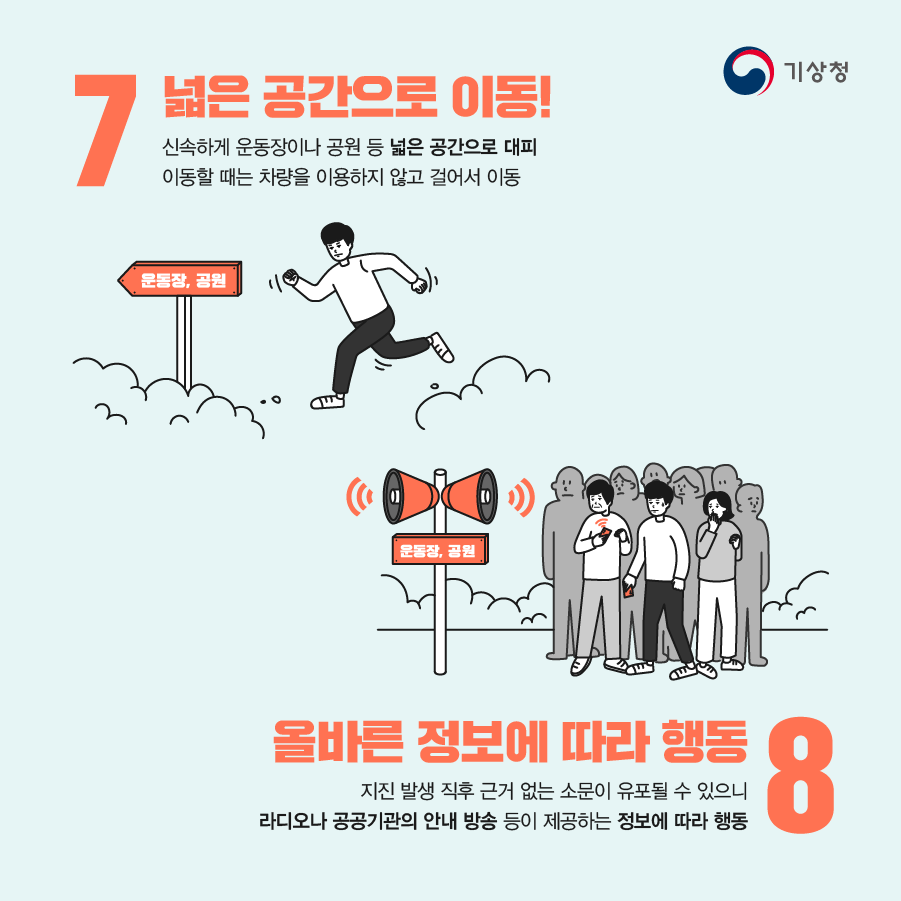 기상청
7
넓은 공간으로 이동!
신속하게 운동장이나 공원 등 넓은 공간으로 대피
이동할 때는 차량을 이용하지 않고 걸어서 이동
운동장, 공원
운동장, 공원
올바른 정보에 따라 행동
8
지진 발생 직후 근거 없는 소문이 유포될 수 있으니
라디오나 공공기관의 안내 방송 등이 제공하는 정보에 따라 행동